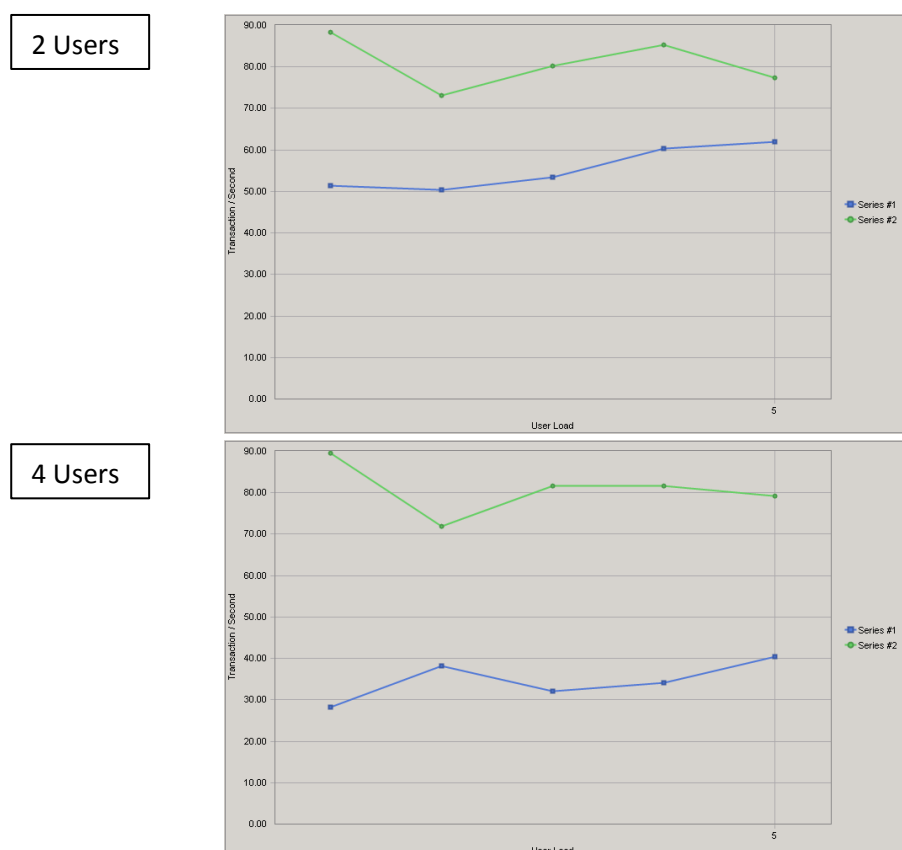 2 Users
90.00
80.00
70.00
60.00
50.00
40.00
30.00
20.00
10.00
0.00
Transaction / Second
5
User Load
Series #1
Series #2
4 Users
90.00
80.00
70.00
60.00
50.00
40.00
30.00
20.00
10.00
0.00
Transaction / Second
5
User Load
Series #1
Series #2